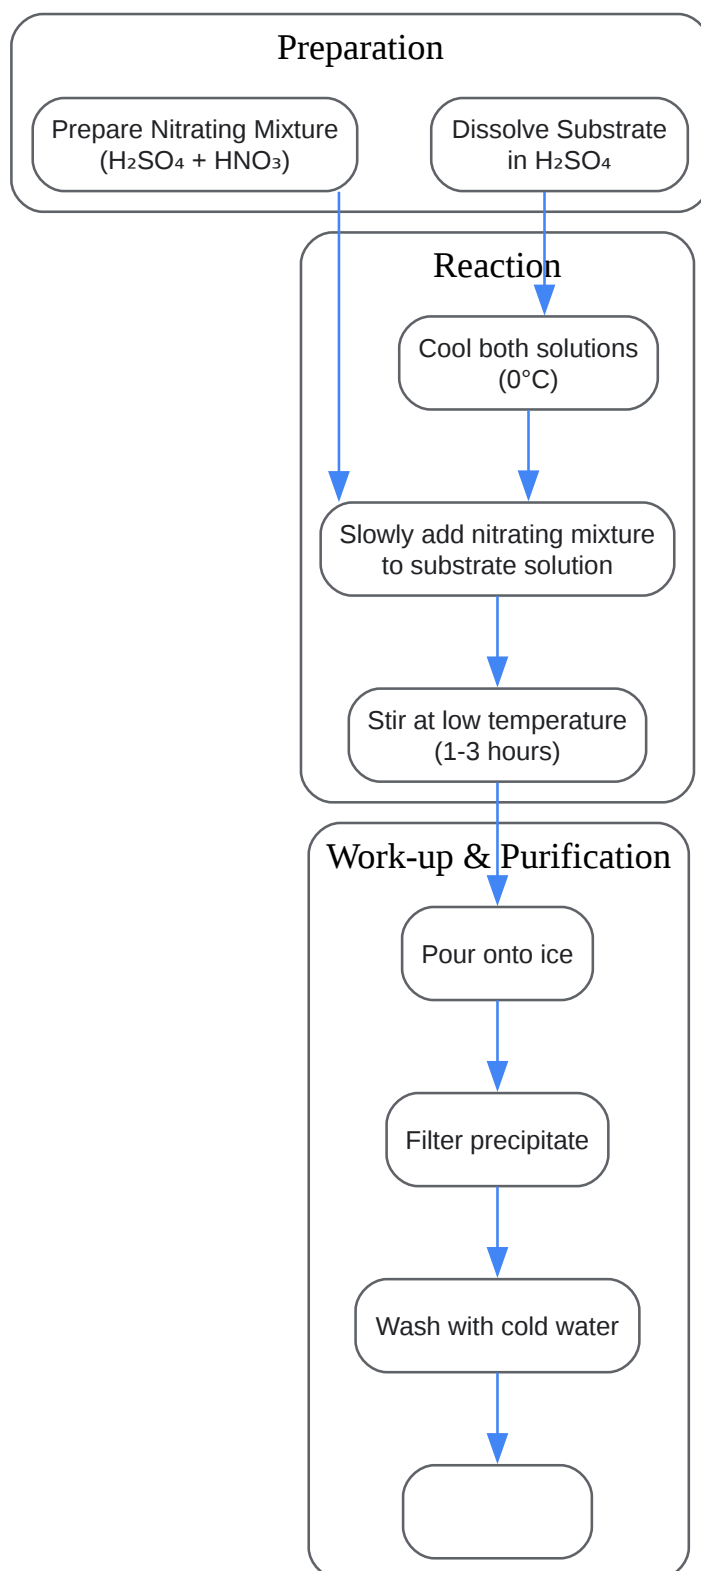 Preparation
Prepare Nitrating Mixture
(H₂SO₄ + HNO₃)
Dissolve Substrate
in H₂SO₄
Reaction
Cool both solutions
(0°C)
Slowly add nitrating mixture
to substrate solution
Stir at low temperature
(1-3 hours)
Work-up & Purification
Pour onto ice
Filter precipitate
Wash with cold water